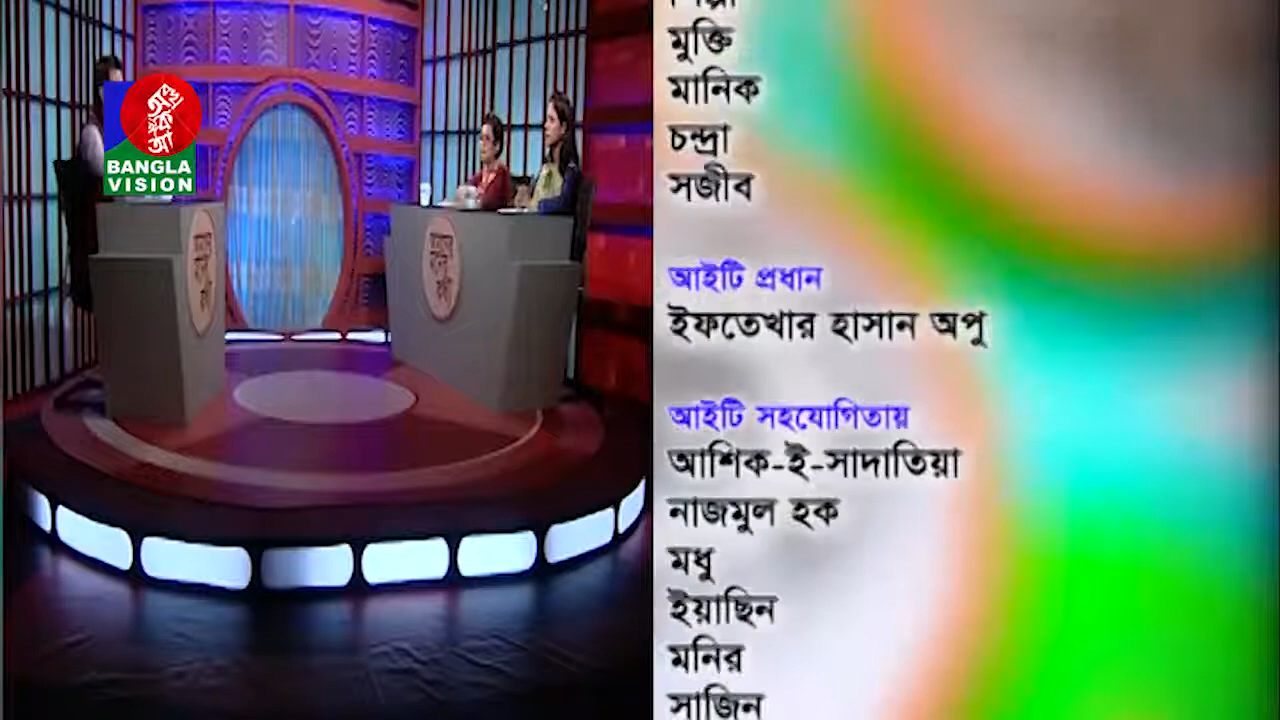 BANGLA
VISION
মুক্তি
মানিক
চন্দ্রা
সজীব
আইটি প্রধান
ইফতেখার হাসান অপু
আইটি সহযোগিতায়
আশিক-ই-সাদাতিয়া
নাজমুল হক
মধু
ইয়াছিন
মনির
সাজিন